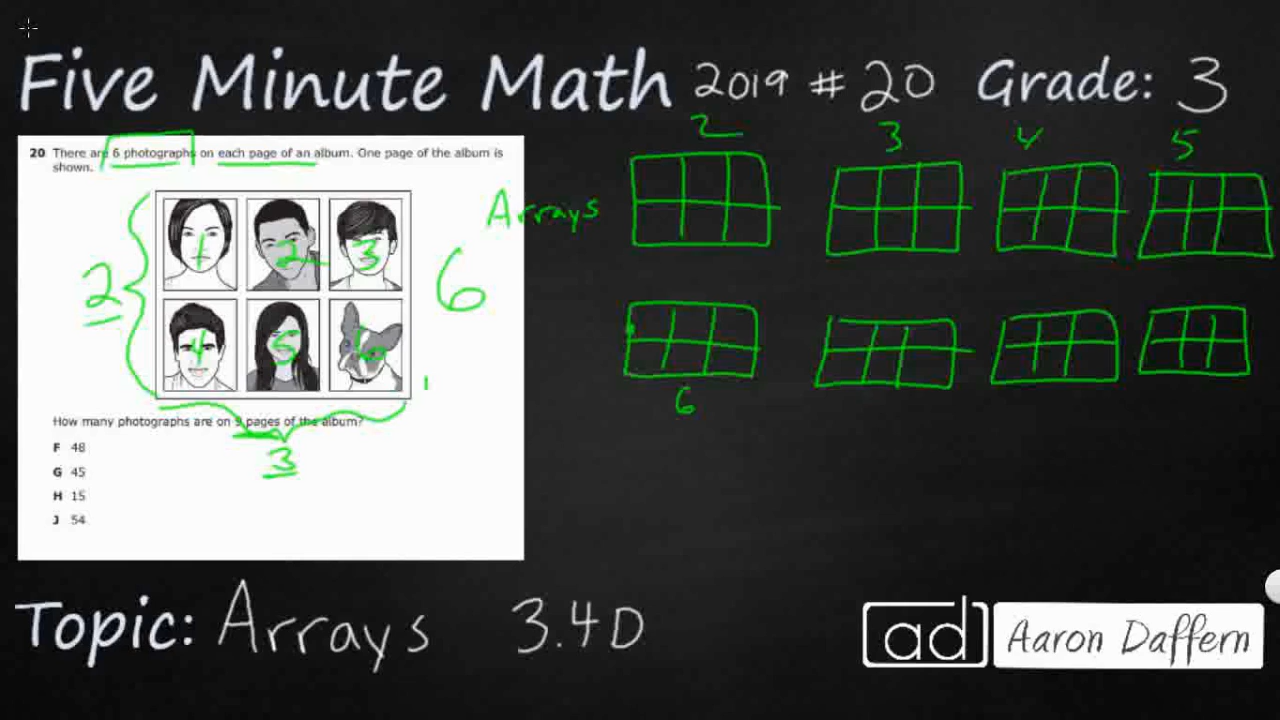 Five Minute Math 2019 # 20 Grade: 3
20 There are 6 photographs on each page of an album. One page of the album is
shown.
1 2 3
4 5 6
2
6
3
How many photographs are on 9 pages of the album?
F 48
G 45
H 15
J 54
Arrays
2 3 4 5
6
Topic: Arrays 3.4D
ad Aaron Daffern